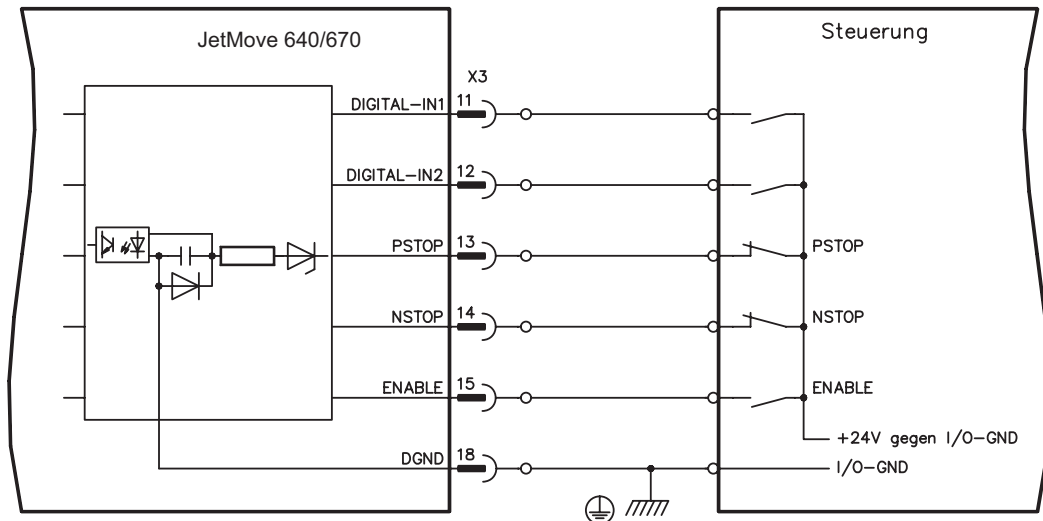 JetMove 640/670
Steuerung
X3
DIGITAL-IN1 11
DIGITAL-IN2 12
PSTOP 13 PSTOP
NSTOP 14 NSTOP
ENABLE 15 ENABLE
+24V gegen I/O-GND
DGND 18 I/O-GND